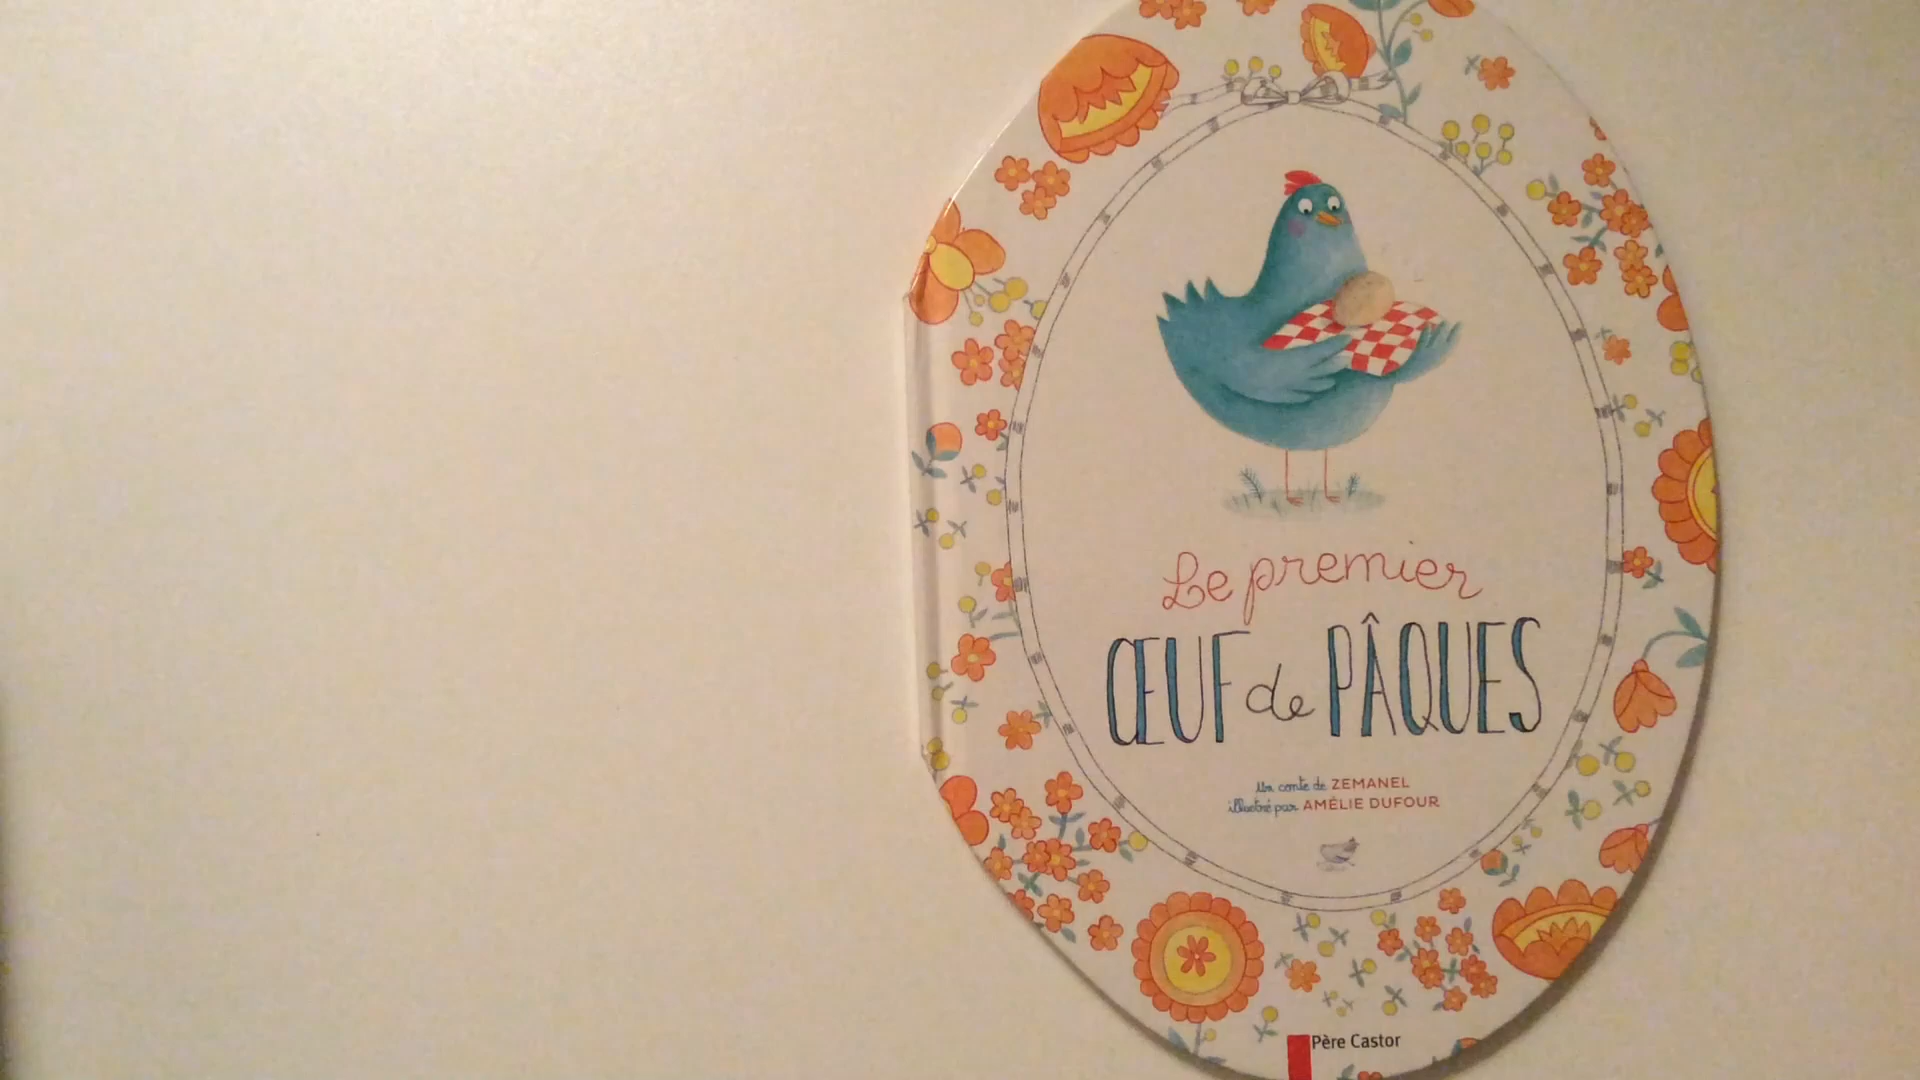 Le premier
ŒUF de PÂQUES
Un conte de ZEMANEL
illustré par AMÉLIE DUFOUR
Père Castor